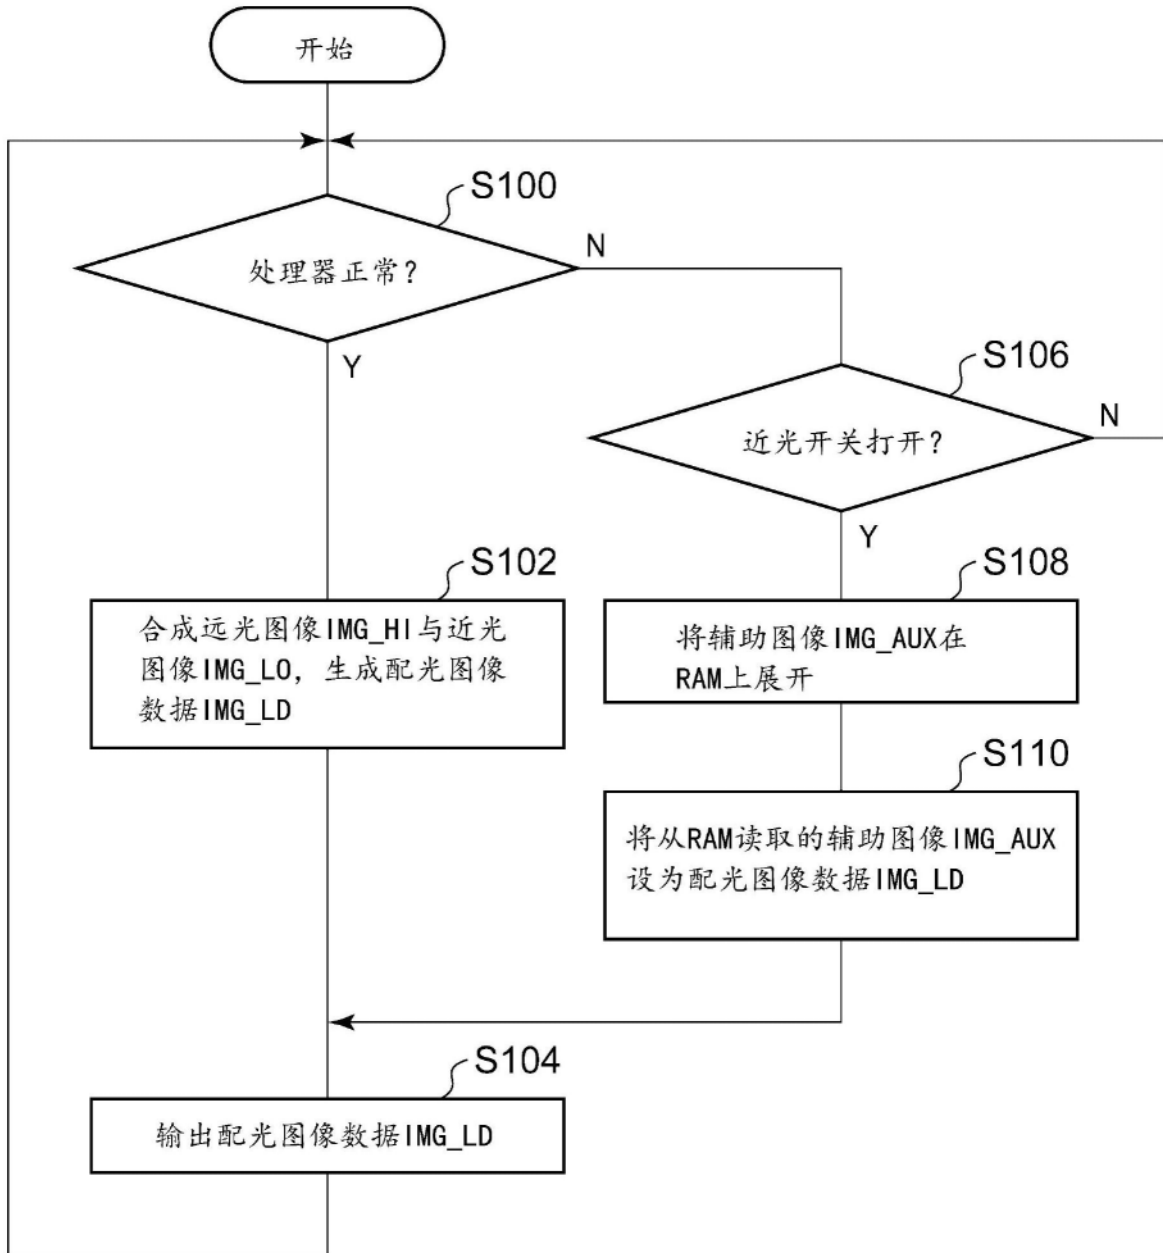 开始
S100
处理器正常?
N
Y
S106
近光开关打开?
N
Y
S102
合成远光图像IMG_HI与近光
图像IMG_LO, 生成配光图像
数据IMG_LD
S108
将辅助图像IMG_AUX在
RAM上展开
S110
将从RAM读取的辅助图像IMG_AUX
设为配光图像数据IMG_LD
S104
输出配光图像数据IMG_LD